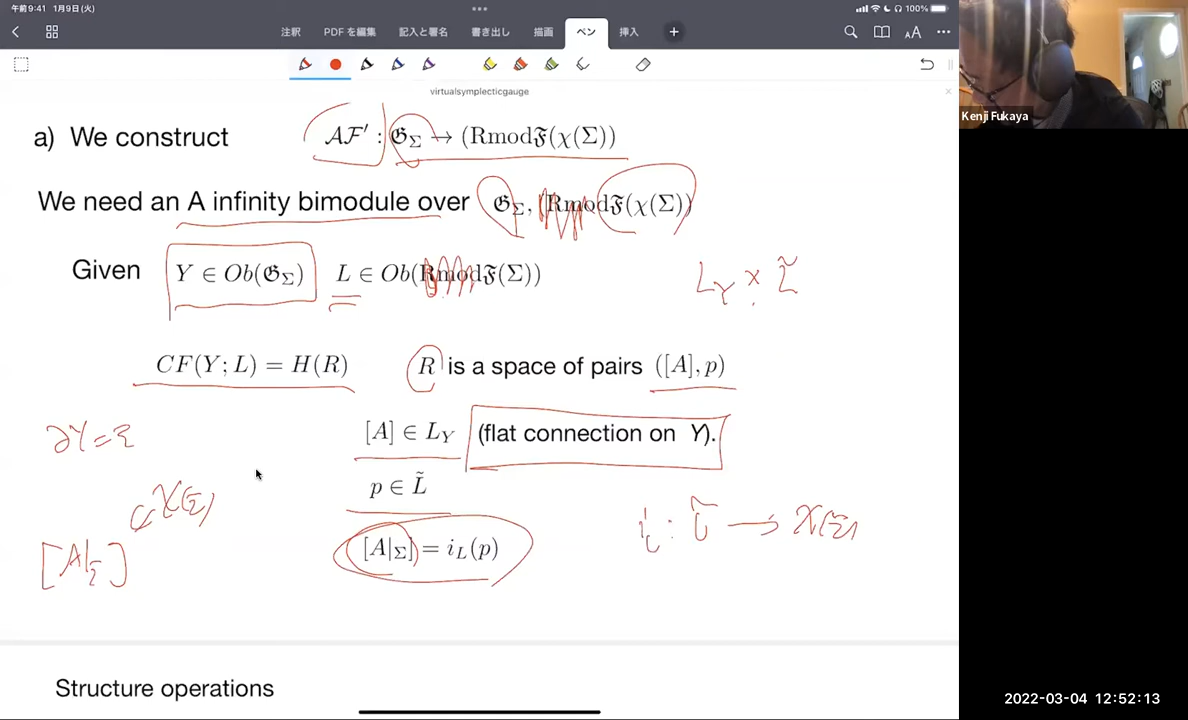 午前9:41 1月9日(火)
100%
注釈 PDFを編集 記入と署名 書き出し 描画 ペン 挿入
AA
virtualsymplecticgauge
Kenji Fukaya
a) We construct 𝒜ℱ′ : 𝔊_Σ → (Rmod𝔉(χ(Σ))
We need an A infinity bimodule over 𝔊_Σ, (Rmod𝔉(χ(Σ))
Given Y ∈ Ob(𝔊_Σ) L ∈ Ob(Rmod𝔉(Σ))
L_Y × L̃
CF(Y; L) = H(R) R is a space of pairs ([A], p)
∂Y = Σ
[A] ∈ L_Y (flat connection on Y).
p ∈ L̃
∈ χ(Σ)
i_L : L̃ → χ(Σ)
[A|_Σ] = i_L(p)
[A|_Σ]
Structure operations
2022-03-04 12:52:13